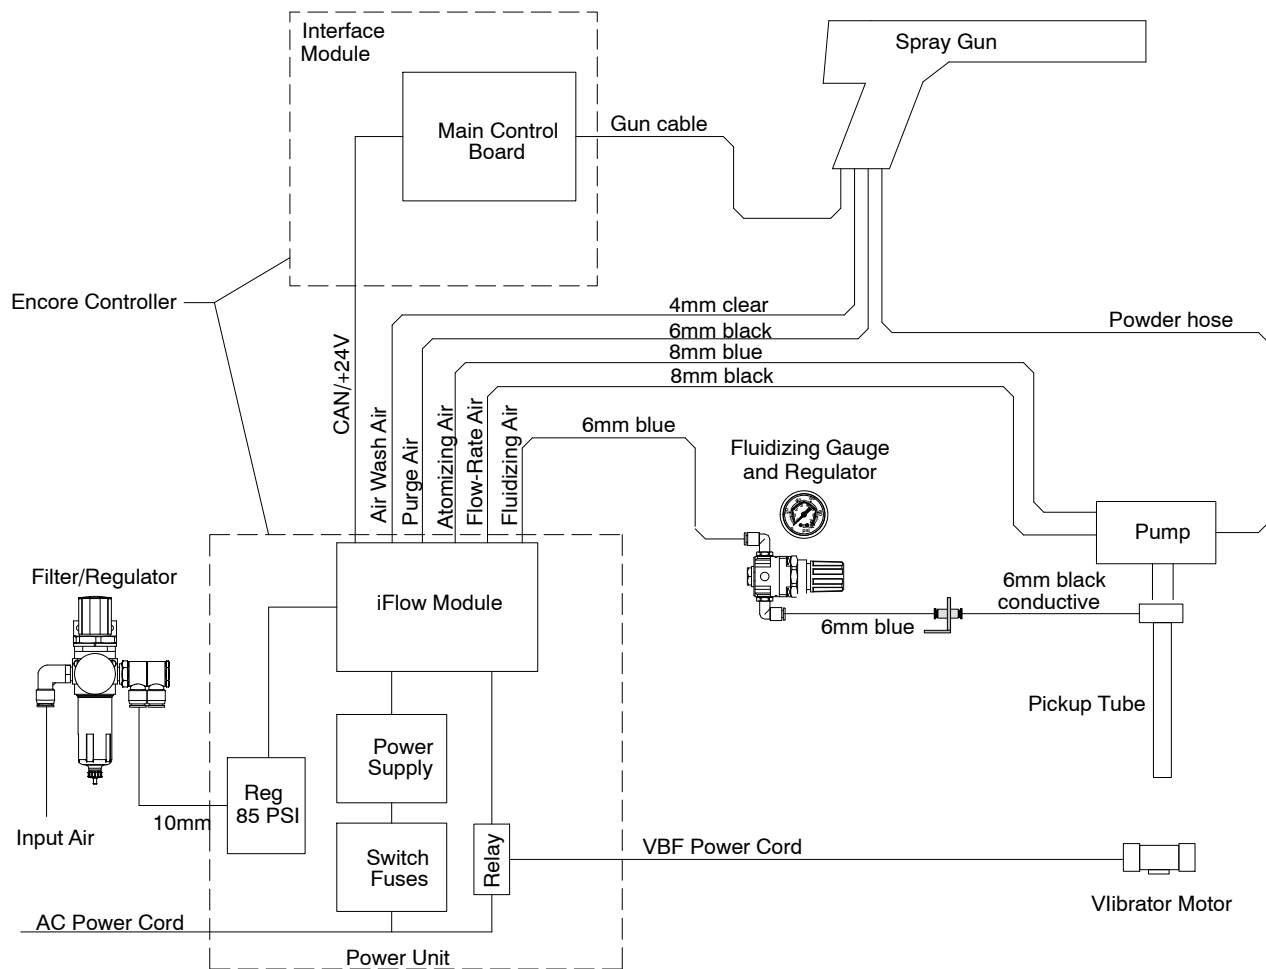 Interface
Module
Spray Gun
Main Control
Board
Gun cable
Encore Controller
4mm clear
6mm black
8mm blue
8mm black
Powder hose
CAN/+24V
Air Wash Air
Purge Air
Atomizing Air
Flow-Rate Air
Fluidizing Air
6mm blue
Fluidizing Gauge
and Regulator
Pump
Filter/Regulator
iFlow Module
6mm black
conductive
6mm blue
Pickup Tube
Power
Supply
Reg
85 PSI
10mm
Input Air
Switch
Fuses
Relay
VBF Power Cord
VIibrator Motor
AC Power Cord
Power Unit